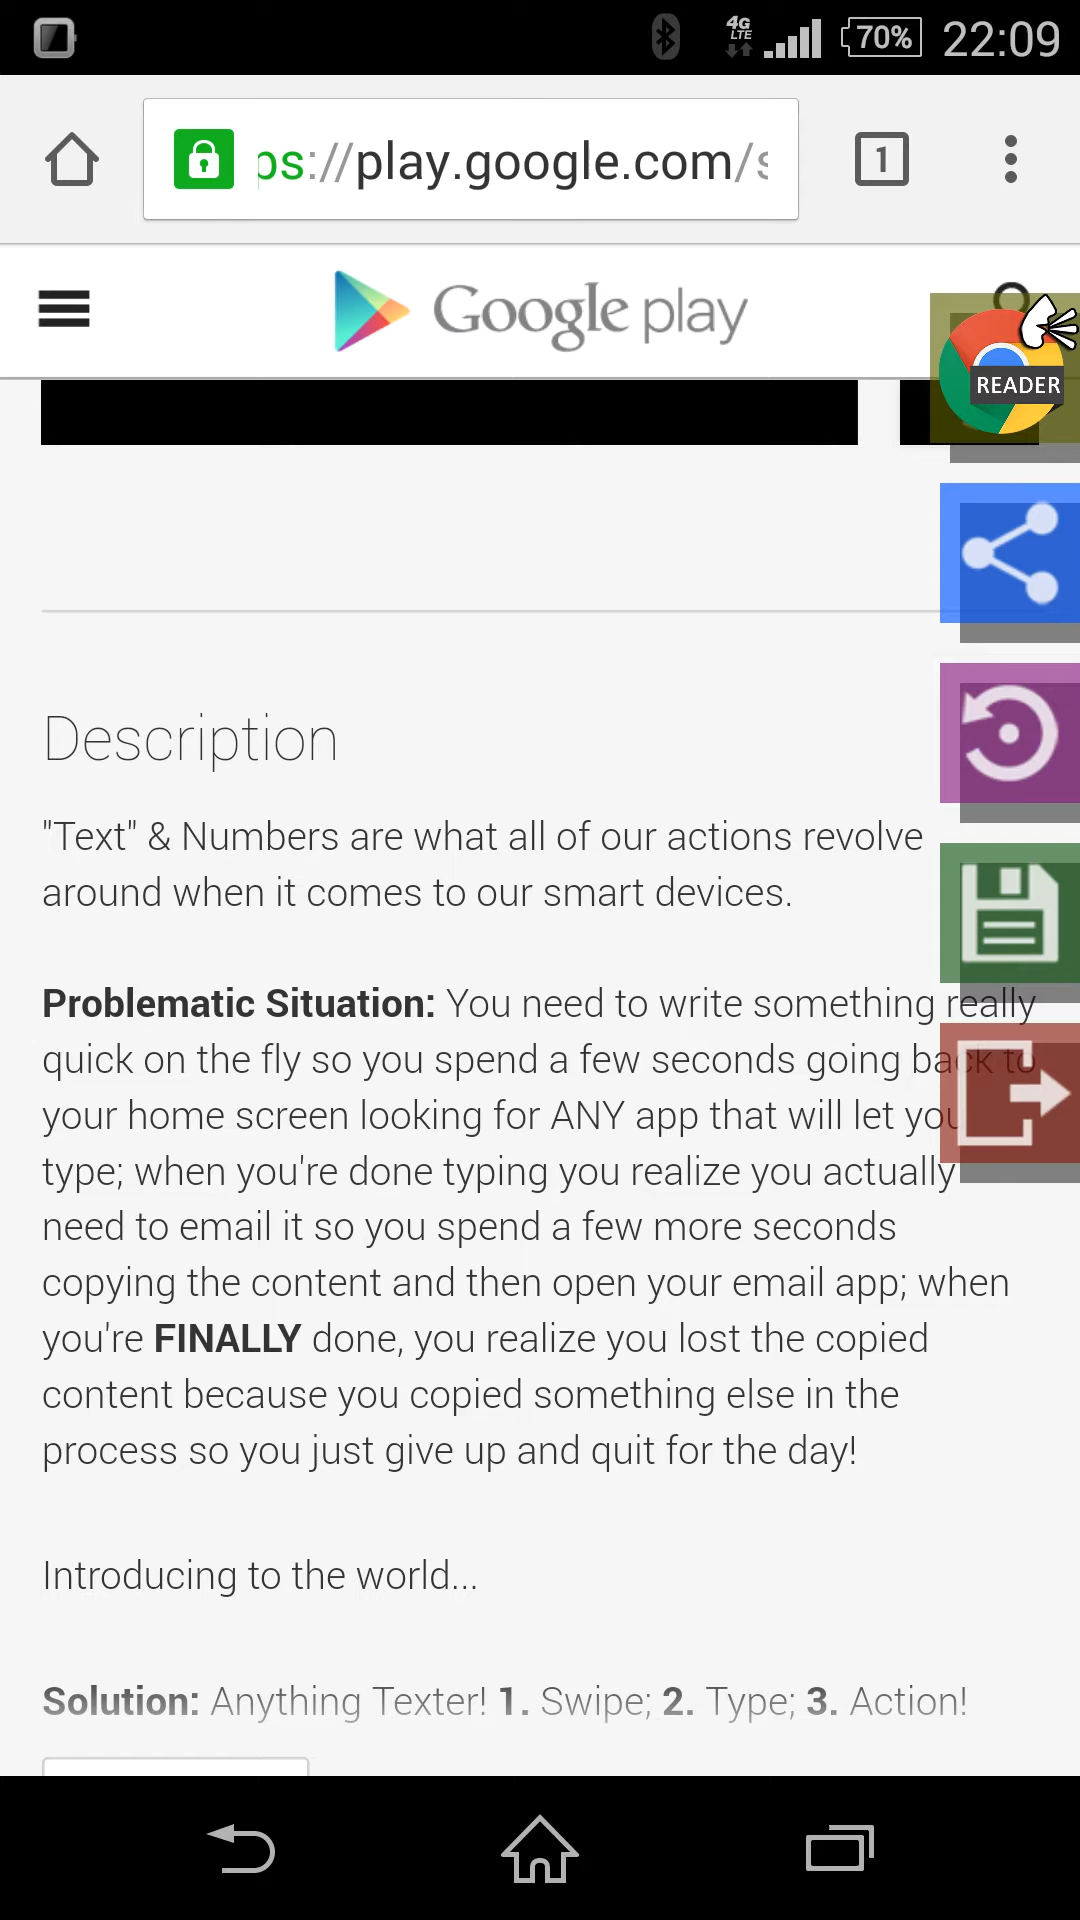 4G
LTE
70%
22:09
ps://play.google.com/s
1
Google play
READER
Description
"Text" & Numbers are what all of our actions revolve
around when it comes to our smart devices.
Problematic Situation: You need to write something really
quick on the fly so you spend a few seconds going back to
your home screen looking for ANY app that will let you
type; when you're done typing you realize you actually
need to email it so you spend a few more seconds
copying the content and then open your email app; when
you're FINALLY done, you realize you lost the copied
content because you copied something else in the
process so you just give up and quit for the day!
Introducing to the world...
Solution: Anything Texter! 1. Swipe; 2. Type; 3. Action!